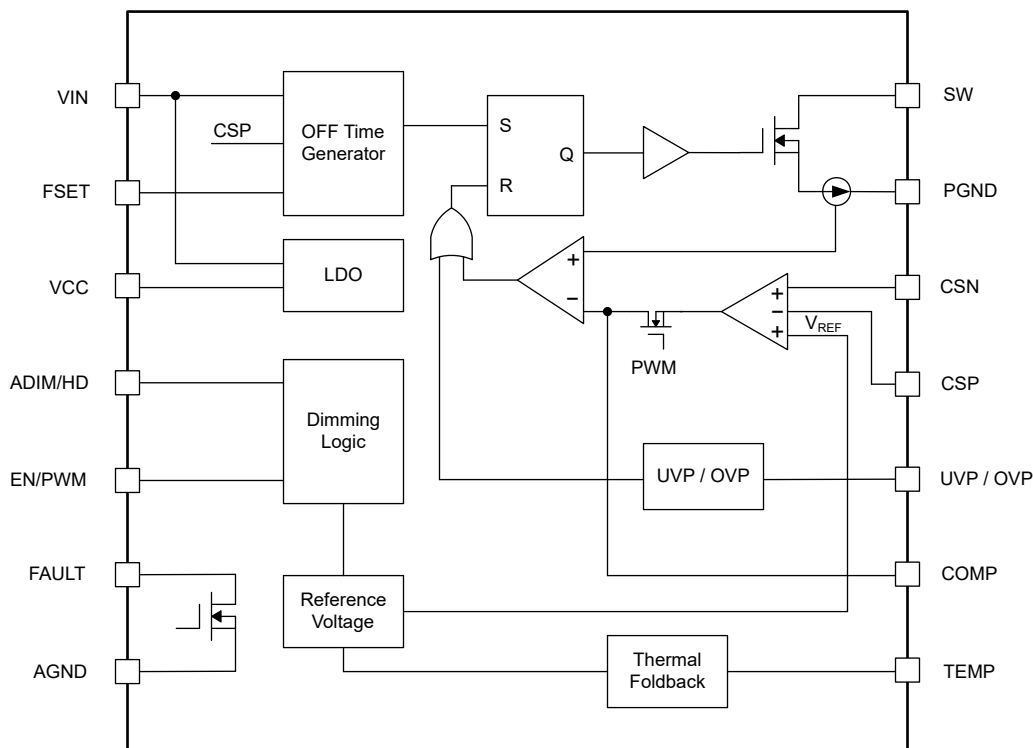 VIN
FSET
VCC
ADIM/HD
EN/PWM
FAULT
AGND
CSP
OFF Time
Generator
LDO
Dimming
Logic
Reference
Voltage
S
R
Q
+
−
PWM
+
−
+
VREF
UVP / OVP
Thermal
Foldback
SW
PGND
CSN
CSP
UVP / OVP
COMP
TEMP